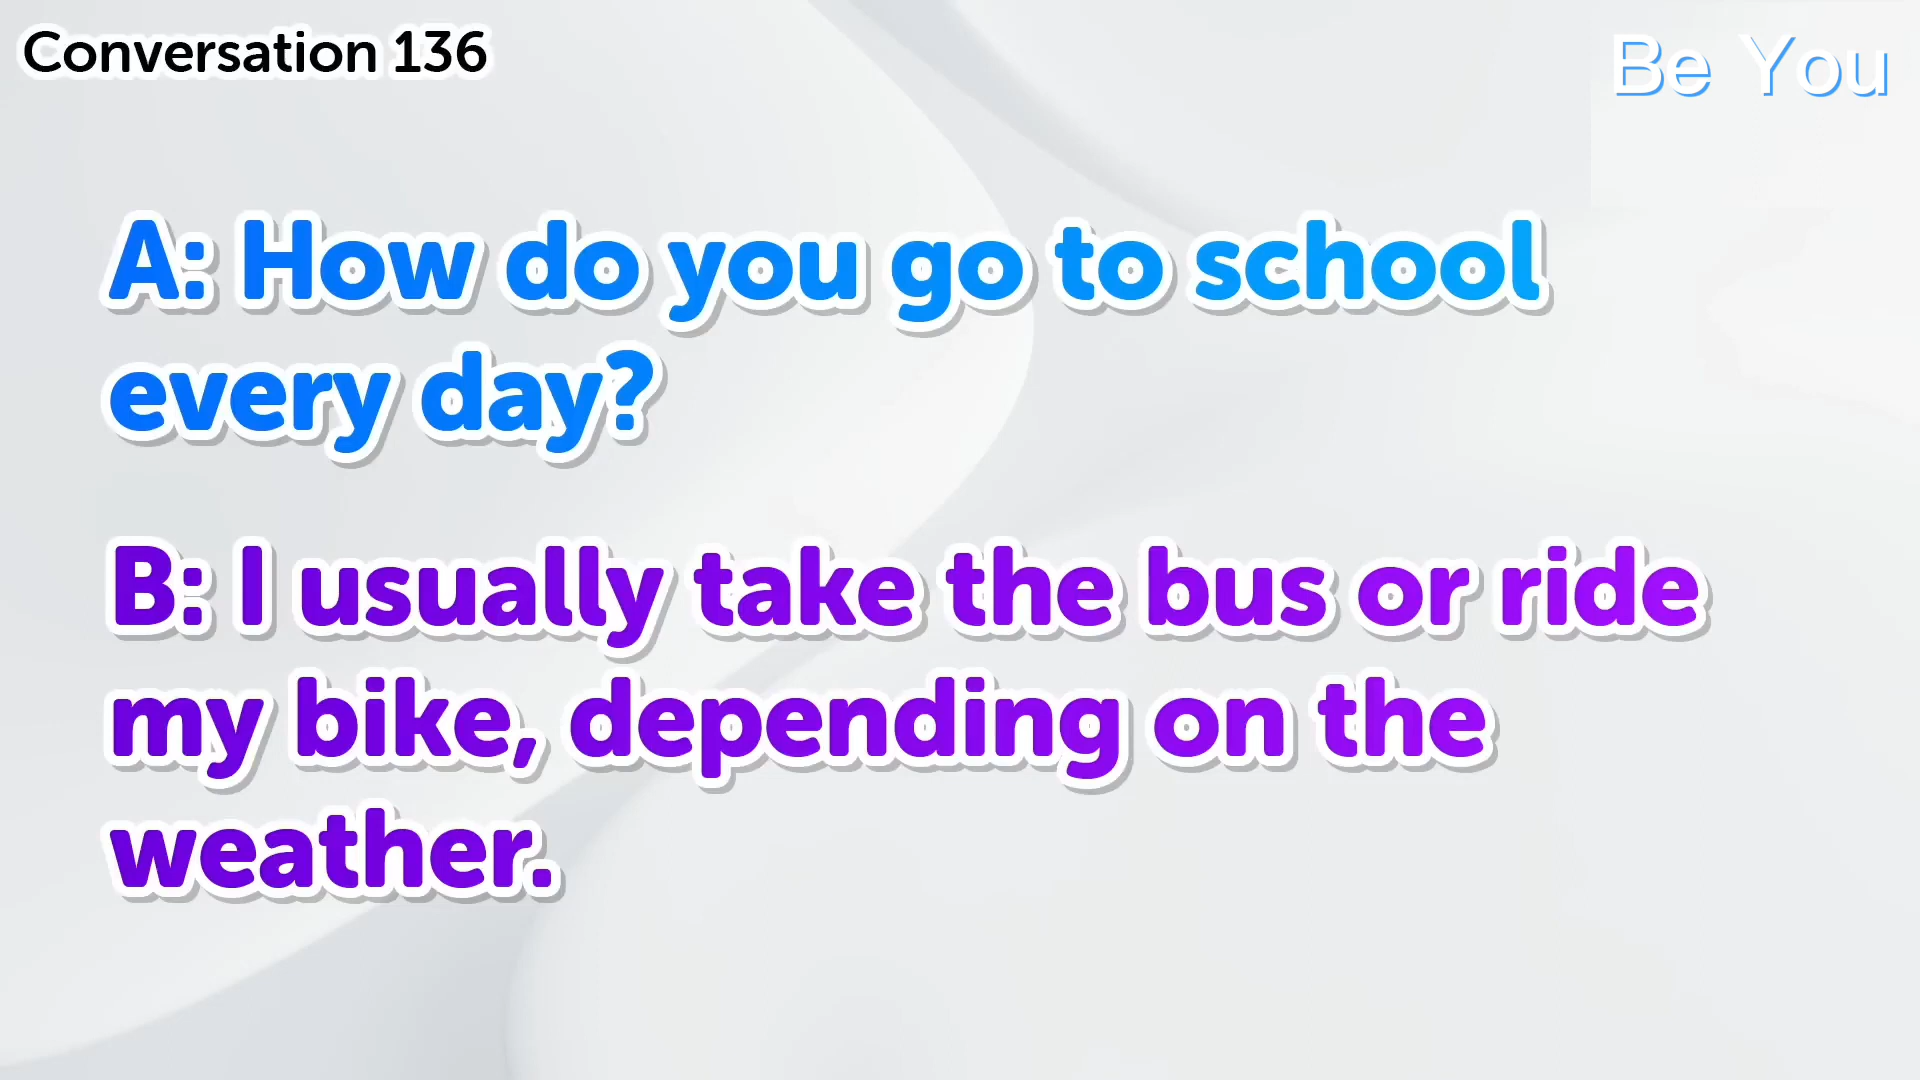 Conversation 136
Be You
A: How do you go to school
every day?
B: I usually take the bus or ride
my bike, depending on the
weather.